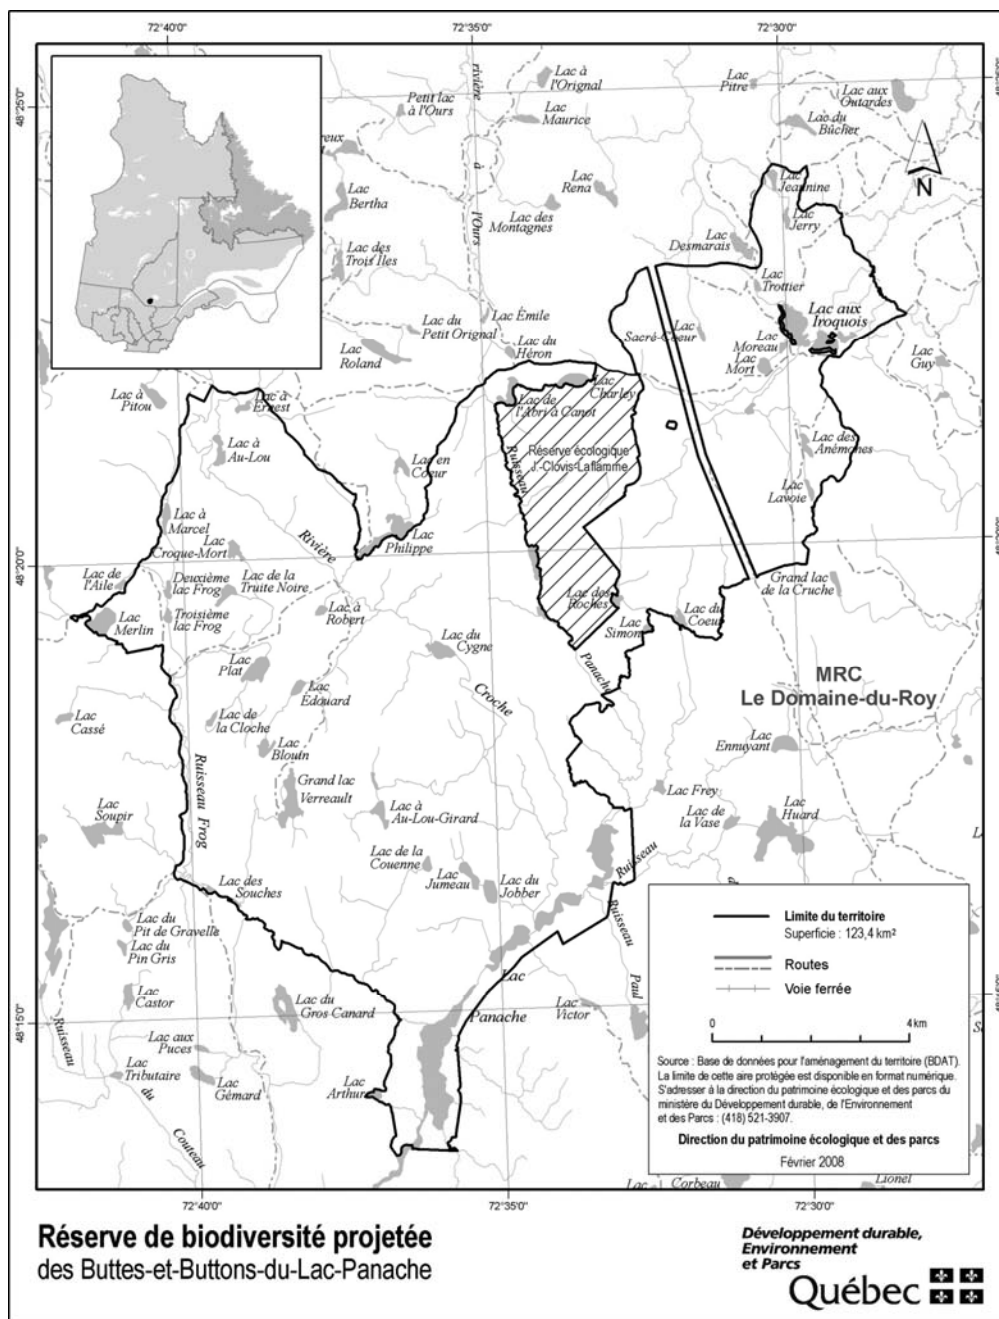 72°40'0"
72°35'0"
72°30'0"
48°25'0"
rivière
à
l'Ours
Petit lac
à l'Ours
Lac à
l'Orignal
Lac
Maurice
Lac
Pitre
Lac aux
Outardes
Lac du
Bûcher
N
Lac
Bertha
Lac
Rena
Lac des
Montagnes
Lac
Jeannine
Lac
Jerry
Lac
Desmarais
Lac des
Trois Iles
Lac
Trottier
Lac aux
Iroquois
Lac du
Petit Orignal
Lac Émile
Lac
Sacré-Coeur
Lac
Moreau
Lac
Mort
Lac
Guy
Lac
Roland
Lac du
Héron
Lac
Charley
Lac de
l'Abri à Canot
Lac à
Pitou
Lac à
Ernest
Lac à
Au-Lou
Lac en
Coeur
Ruisseau
Réserve écologique
J.-Clovis-Laflamme
Lac des
Anémones
Lac
Lavoie
Lac à
Marcel
Lac
Croque-Mort
Rivière
Lac
Philippe
48°20'0"
Lac de
l'Aile
Deuxième
lac Frog
Lac de la
Truite Noire
Lac des
Roches
Grand lac
de la Cruche
Lac
Merlin
Troisième
lac Frog
Lac à
Robert
Lac
Simon
Lac du
Coeur
Lac du
Cygne
Panache
Lac
Plat
Lac
Édouard
Croche
MRC
Le Domaine-du-Roy
Lac
Cassé
Lac de
la Cloche
Lac
Blouin
Lac
Ennuyant
Ruisseau Frog
Grand lac
Verreault
Lac Frey
Lac
Soupir
Lac à
Au-Lou-Girard
Lac de
la Vase
Lac
Huard
Lac de la
Couenne
Lac
Jumeau
Lac du
Jobber
Ruisseau
Lac des
Souches
Ruisseau
Paul
Lac du
Pit de Gravelle
Lac du
Pin Gris
Lac
Panache
Lac
Castor
Lac du
Gros Canard
Lac
Victor
48°15'0"
Ruisseau
du
Couteau
Lac aux
Puces
Lac
Tributaire
Lac
Gémard
Lac
Arthur
Limite du territoire
Superficie : 123,4 km²
Routes
Voie ferrée
0
4 km
Source : Base de données pour l'aménagement du territoire (BDAT).
La limite de cette aire protégée est disponible en format numérique.
S'adresser à la direction du patrimoine écologique et des parcs du
ministère du Développement durable, de l'Environnement
et des Parcs : (418) 521-3907.
Direction du patrimoine écologique et des parcs
Février 2008
Lac
Corbeau
Lionel
72°40'0"
72°35'0"
72°30'0"
Réserve de biodiversité projetée
des Buttes-et-Buttons-du-Lac-Panache
Développement durable,
Environnement
et Parcs
Québec